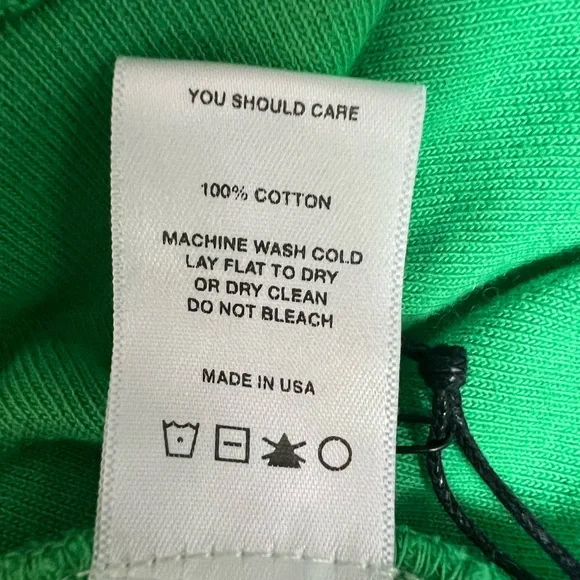 YOU SHOULD CARE
100% COTTON
MACHINE WASH COLD
LAY FLAT TO DRY
OR DRY CLEAN
DO NOT BLEACH
MADE IN USA